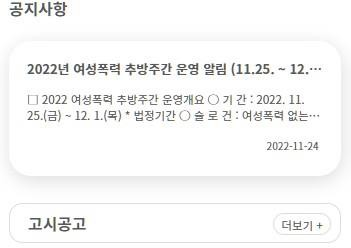 공지사항
2022년 여성폭력 추방주간 운영 알림 (11.25. ~ 12.…
□ 2022 여성폭력 추방주간 운영개요 ○ 기 간 : 2022. 11.
25.(금) ~ 12. 1.(목) * 법정기간 ○ 슬 로 건 : 여성폭력 없는…
2022-11-24
고시공고
더보기 +